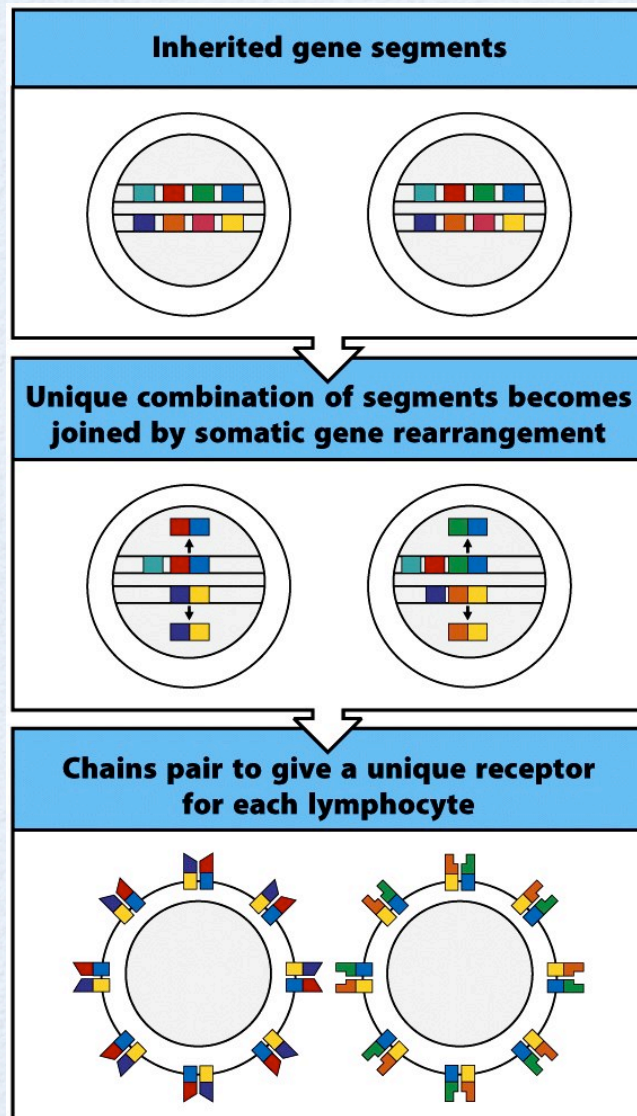 Inherited gene segments
Unique combination of segments becomes
joined by somatic gene rearrangement
Chains pair to give a unique receptor
for each lymphocyte